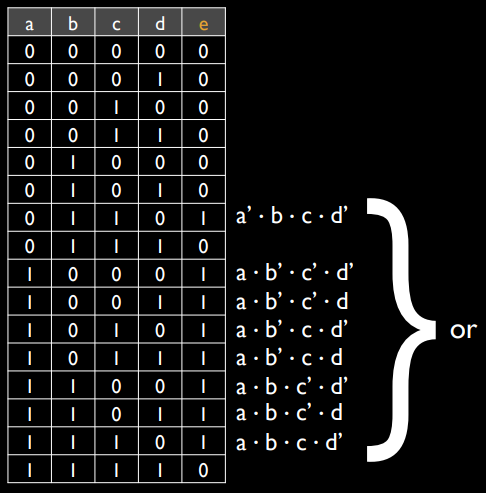 a b c d e
0 0 0 0 0
0 0 0 1 0
0 0 1 0 0
0 0 1 1 0
0 1 0 0 0
0 1 0 1 0
0 1 1 0 1 a’ · b · c · d’
0 1 1 1 0
1 0 0 0 1 a · b’ · c’ · d’
1 0 0 1 1 a · b’ · c’ · d
1 0 1 0 1 a · b’ · c · d’
1 0 1 1 1 a · b’ · c · d
1 1 0 0 1 a · b · c’ · d’
1 1 0 1 1 a · b · c’ · d
1 1 1 0 1 a · b · c · d’
1 1 1 1 0
} or